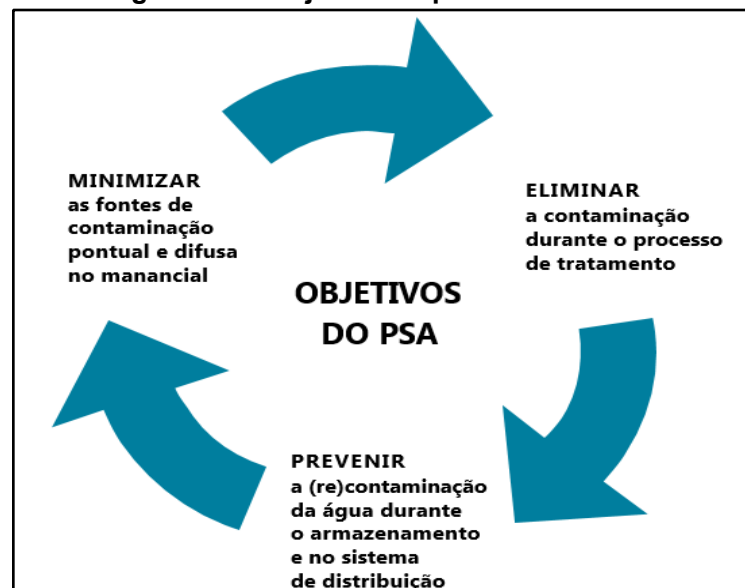 MINIMIZAR
as fontes de
contaminação
pontual e difusa
no manancial
ELIMINAR
a contaminação
durante o processo
de tratamento
OBJETIVOS
DO PSA
PREVENIR
a (re)contaminação
da água durante
o armazenamento
e no sistema
de distribuição